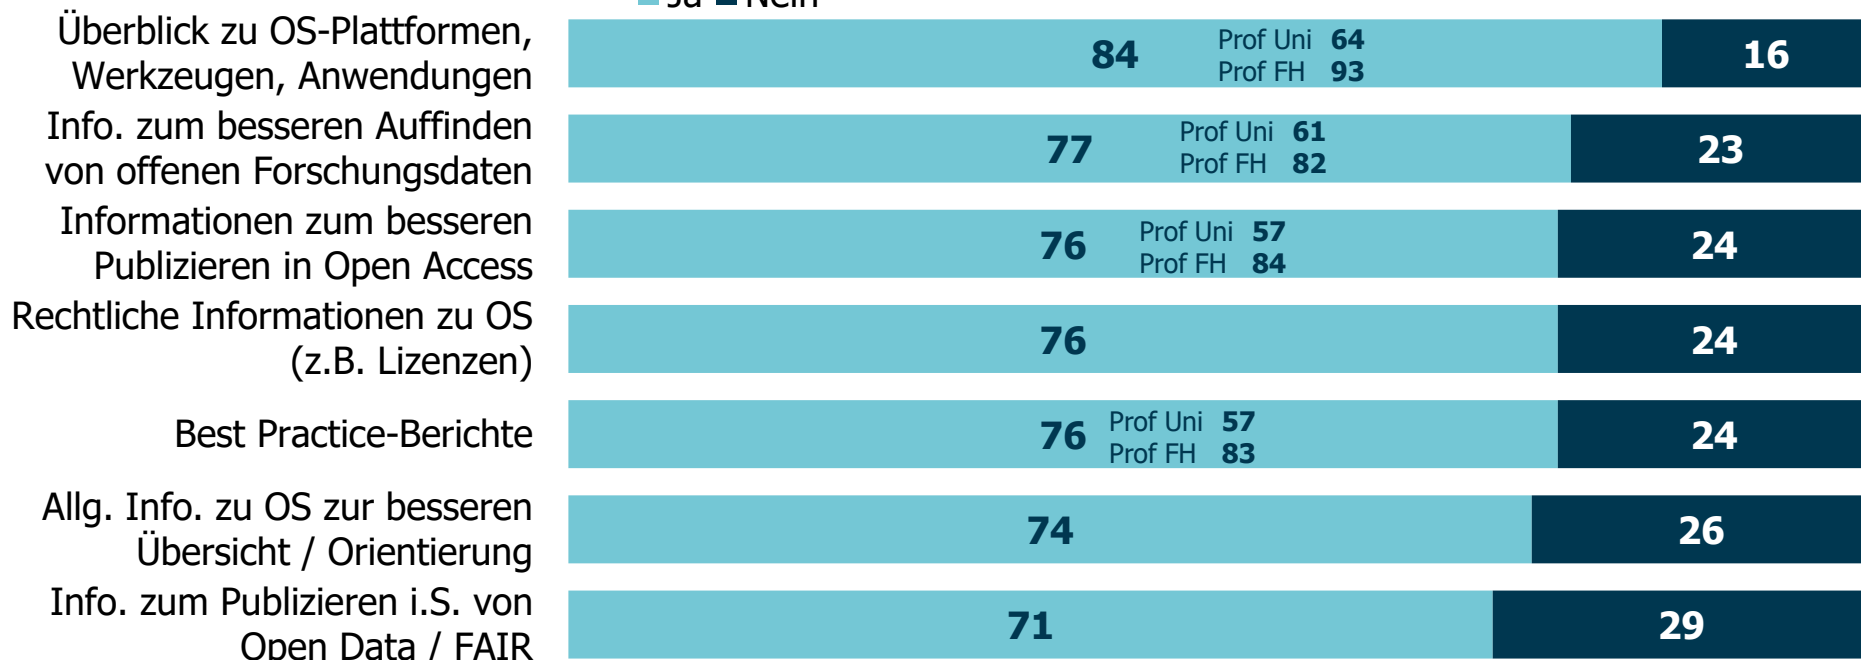 Ja Nein
Überblick zu OS-Plattformen,
Werkzeugen, Anwendungen
84 Prof Uni 64
Prof FH 93
16
Info. zum besseren Auffinden
von offenen Forschungsdaten
77 Prof Uni 61
Prof FH 82
23
Informationen zum besseren
Publizieren in Open Access
76 Prof Uni 57
Prof FH 84
24
Rechtliche Informationen zu OS
(z.B. Lizenzen)
76
24
Best Practice-Berichte
76 Prof Uni 57
Prof FH 83
24
Allg. Info. zu OS zur besseren
Übersicht / Orientierung
74
26
Info. zum Publizieren i.S. von
Open Data / FAIR
71
29